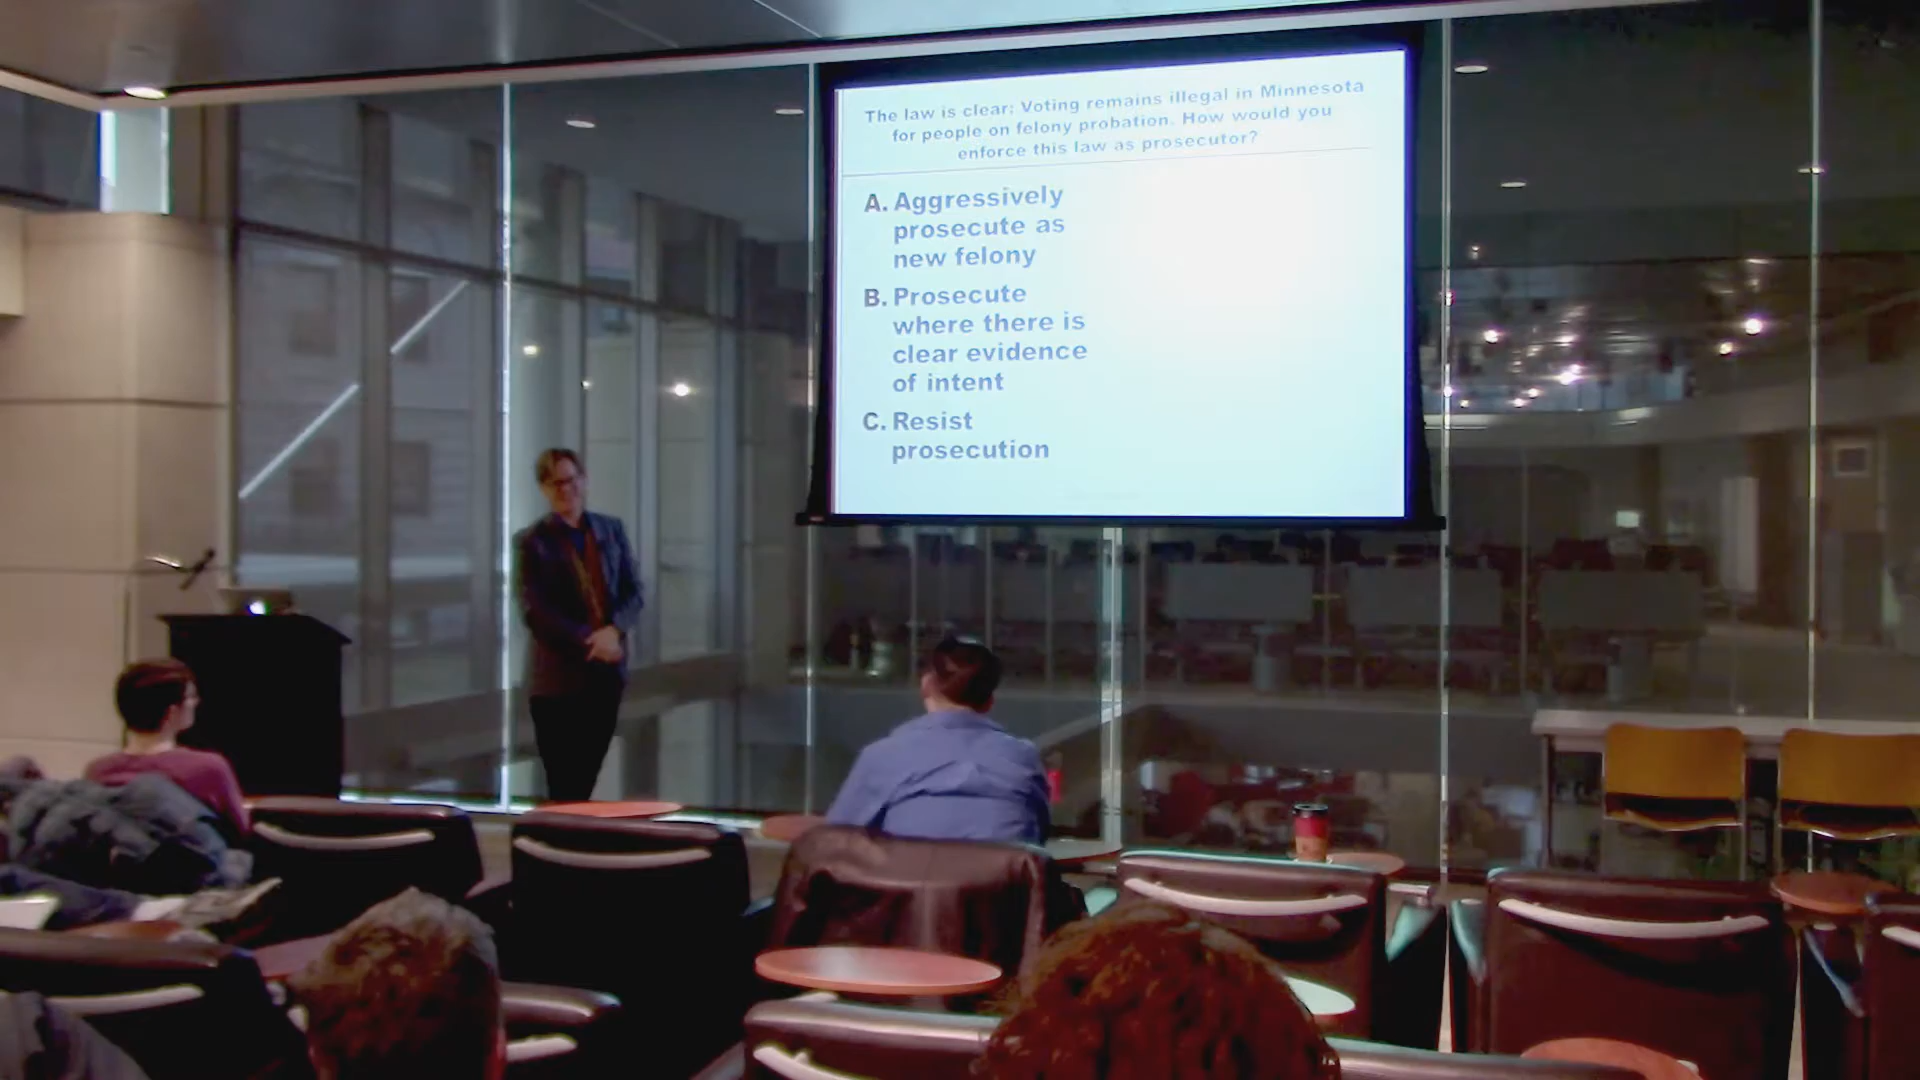 The law is clear: Voting remains illegal in Minnesota
for people on felony probation. How would you
enforce this law as prosecutor?
A. Aggressively
prosecute as
new felony
B. Prosecute
where there is
clear evidence
of intent
C. Resist
prosecution